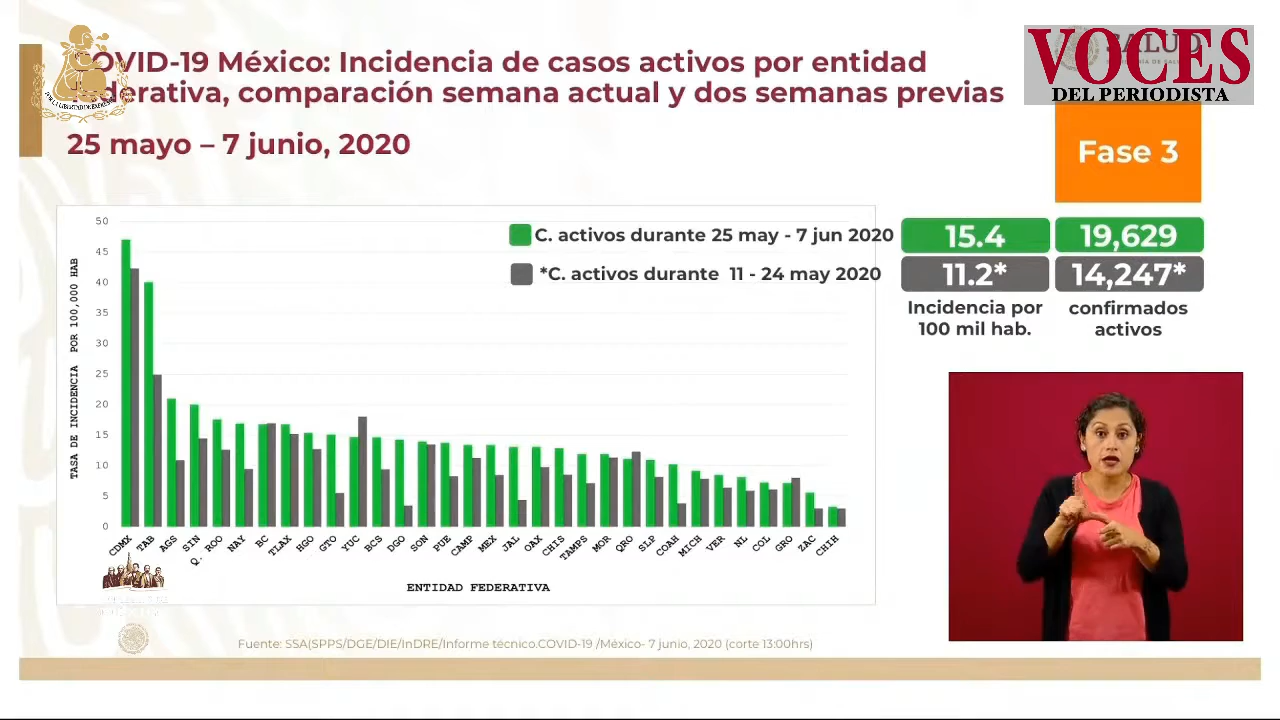 COVID-19 México: Incidencia de casos activos por entidad
federativa, comparación semana actual y dos semanas previas
25 mayo – 7 junio, 2020
SALUD
VOCES
DEL PERIODISTA
Fase 3
C. activos durante 25 may - 7 jun 2020
*C. activos durante 11 - 24 may 2020
15.4
19,629
11.2*
14,247*
Incidencia por
100 mil hab.
confirmados
activos
TASA DE INCIDENCIA POR 100,000 HAB
50
45
40
35
30
25
20
15
10
5
0
CDMX
TAB
AGS
SIN
Q. ROO
NAY
BC
TLAX
HGO
GTO
YUC
BCS
DGO
SON
PUE
CAMP
MEX
JAL
OAX
CHIS
TAMPS
MOR
QRO
SLP
COAH
MICH
VER
NL
COL
GRO
ZAC
CHIH
ENTIDAD FEDERATIVA
Fuente: SSA(SPPS/DGE/DIE/InDRE/Informe técnico.COVID-19 /México- 7 junio, 2020 (corte 13:00hrs)